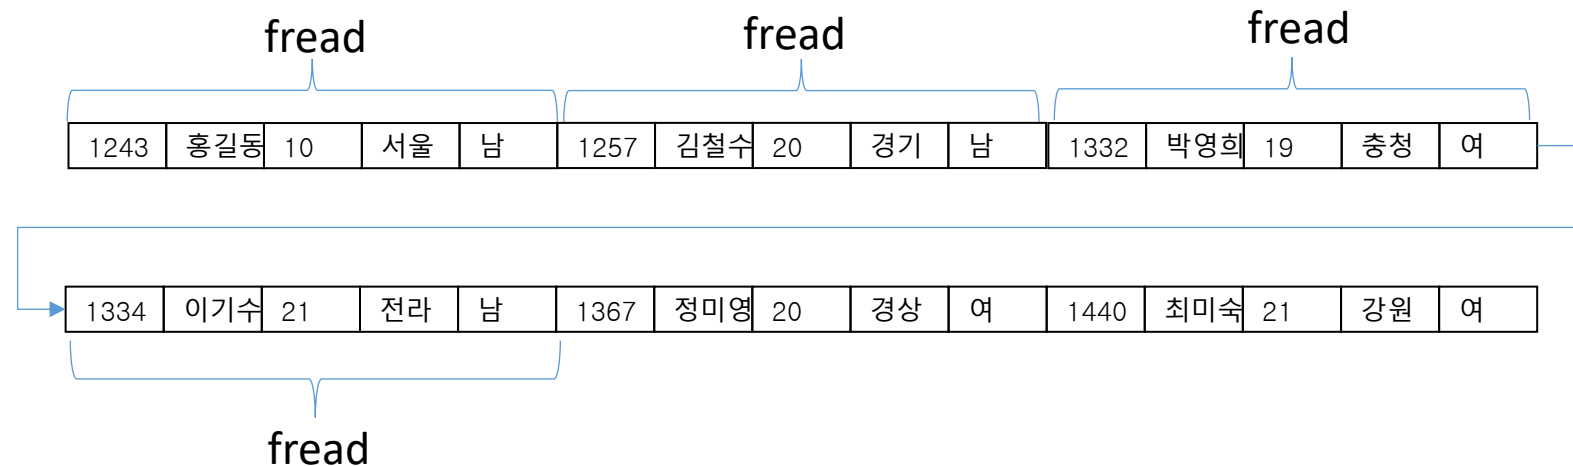 fread fread fread
1243 홍길동 10 서울 남 1257 김철수 20 경기 남 1332 박영희 19 충청 여
1334 이기수 21 전라 남 1367 정미영 20 경상 여 1440 최미숙 21 강원 여
fread